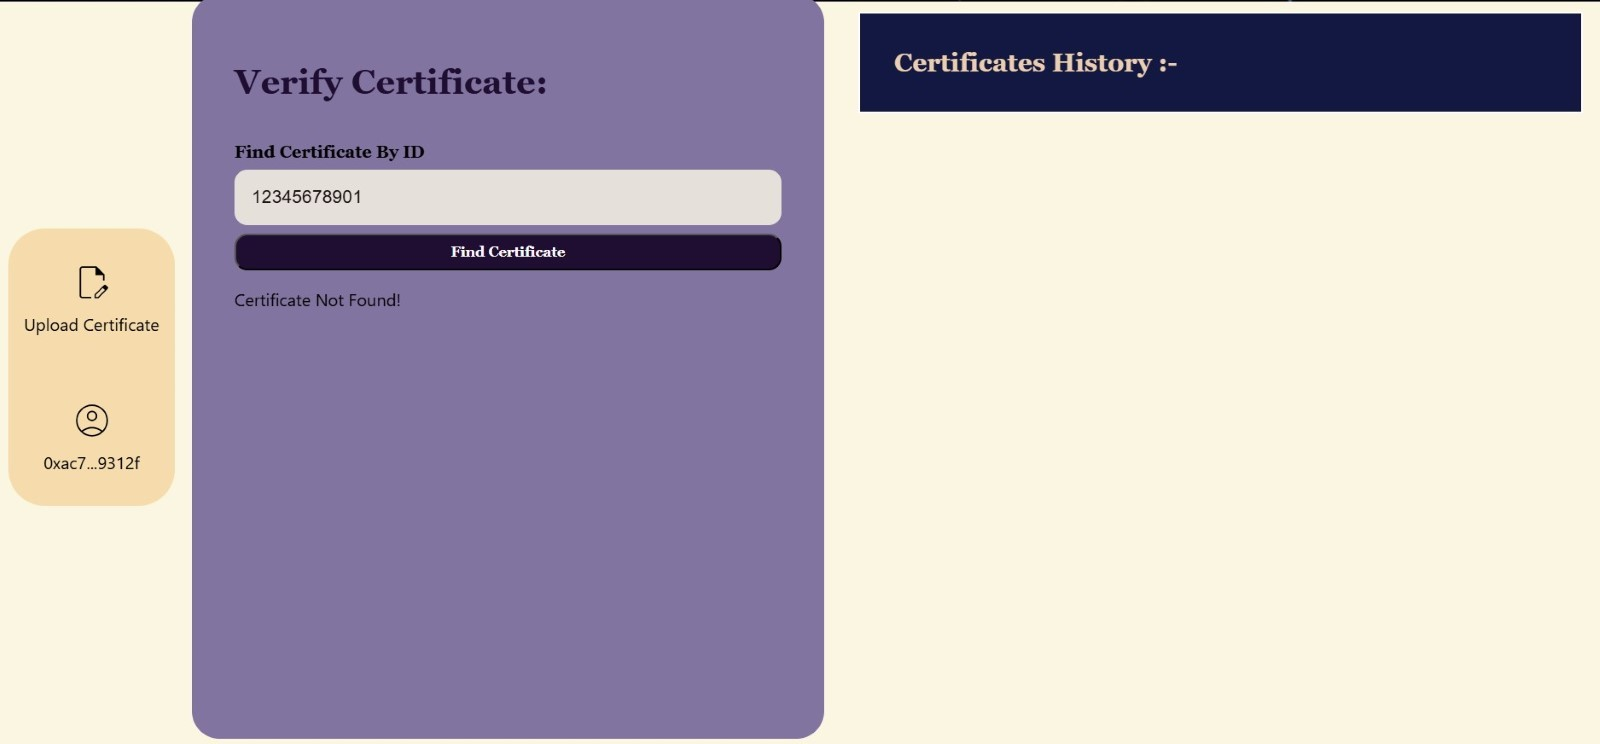 Upload Certificate
0xac7...9312f
Verify Certificate:
Find Certificate By ID
12345678901
Find Certificate
Certificate Not Found!
Certificates History :-